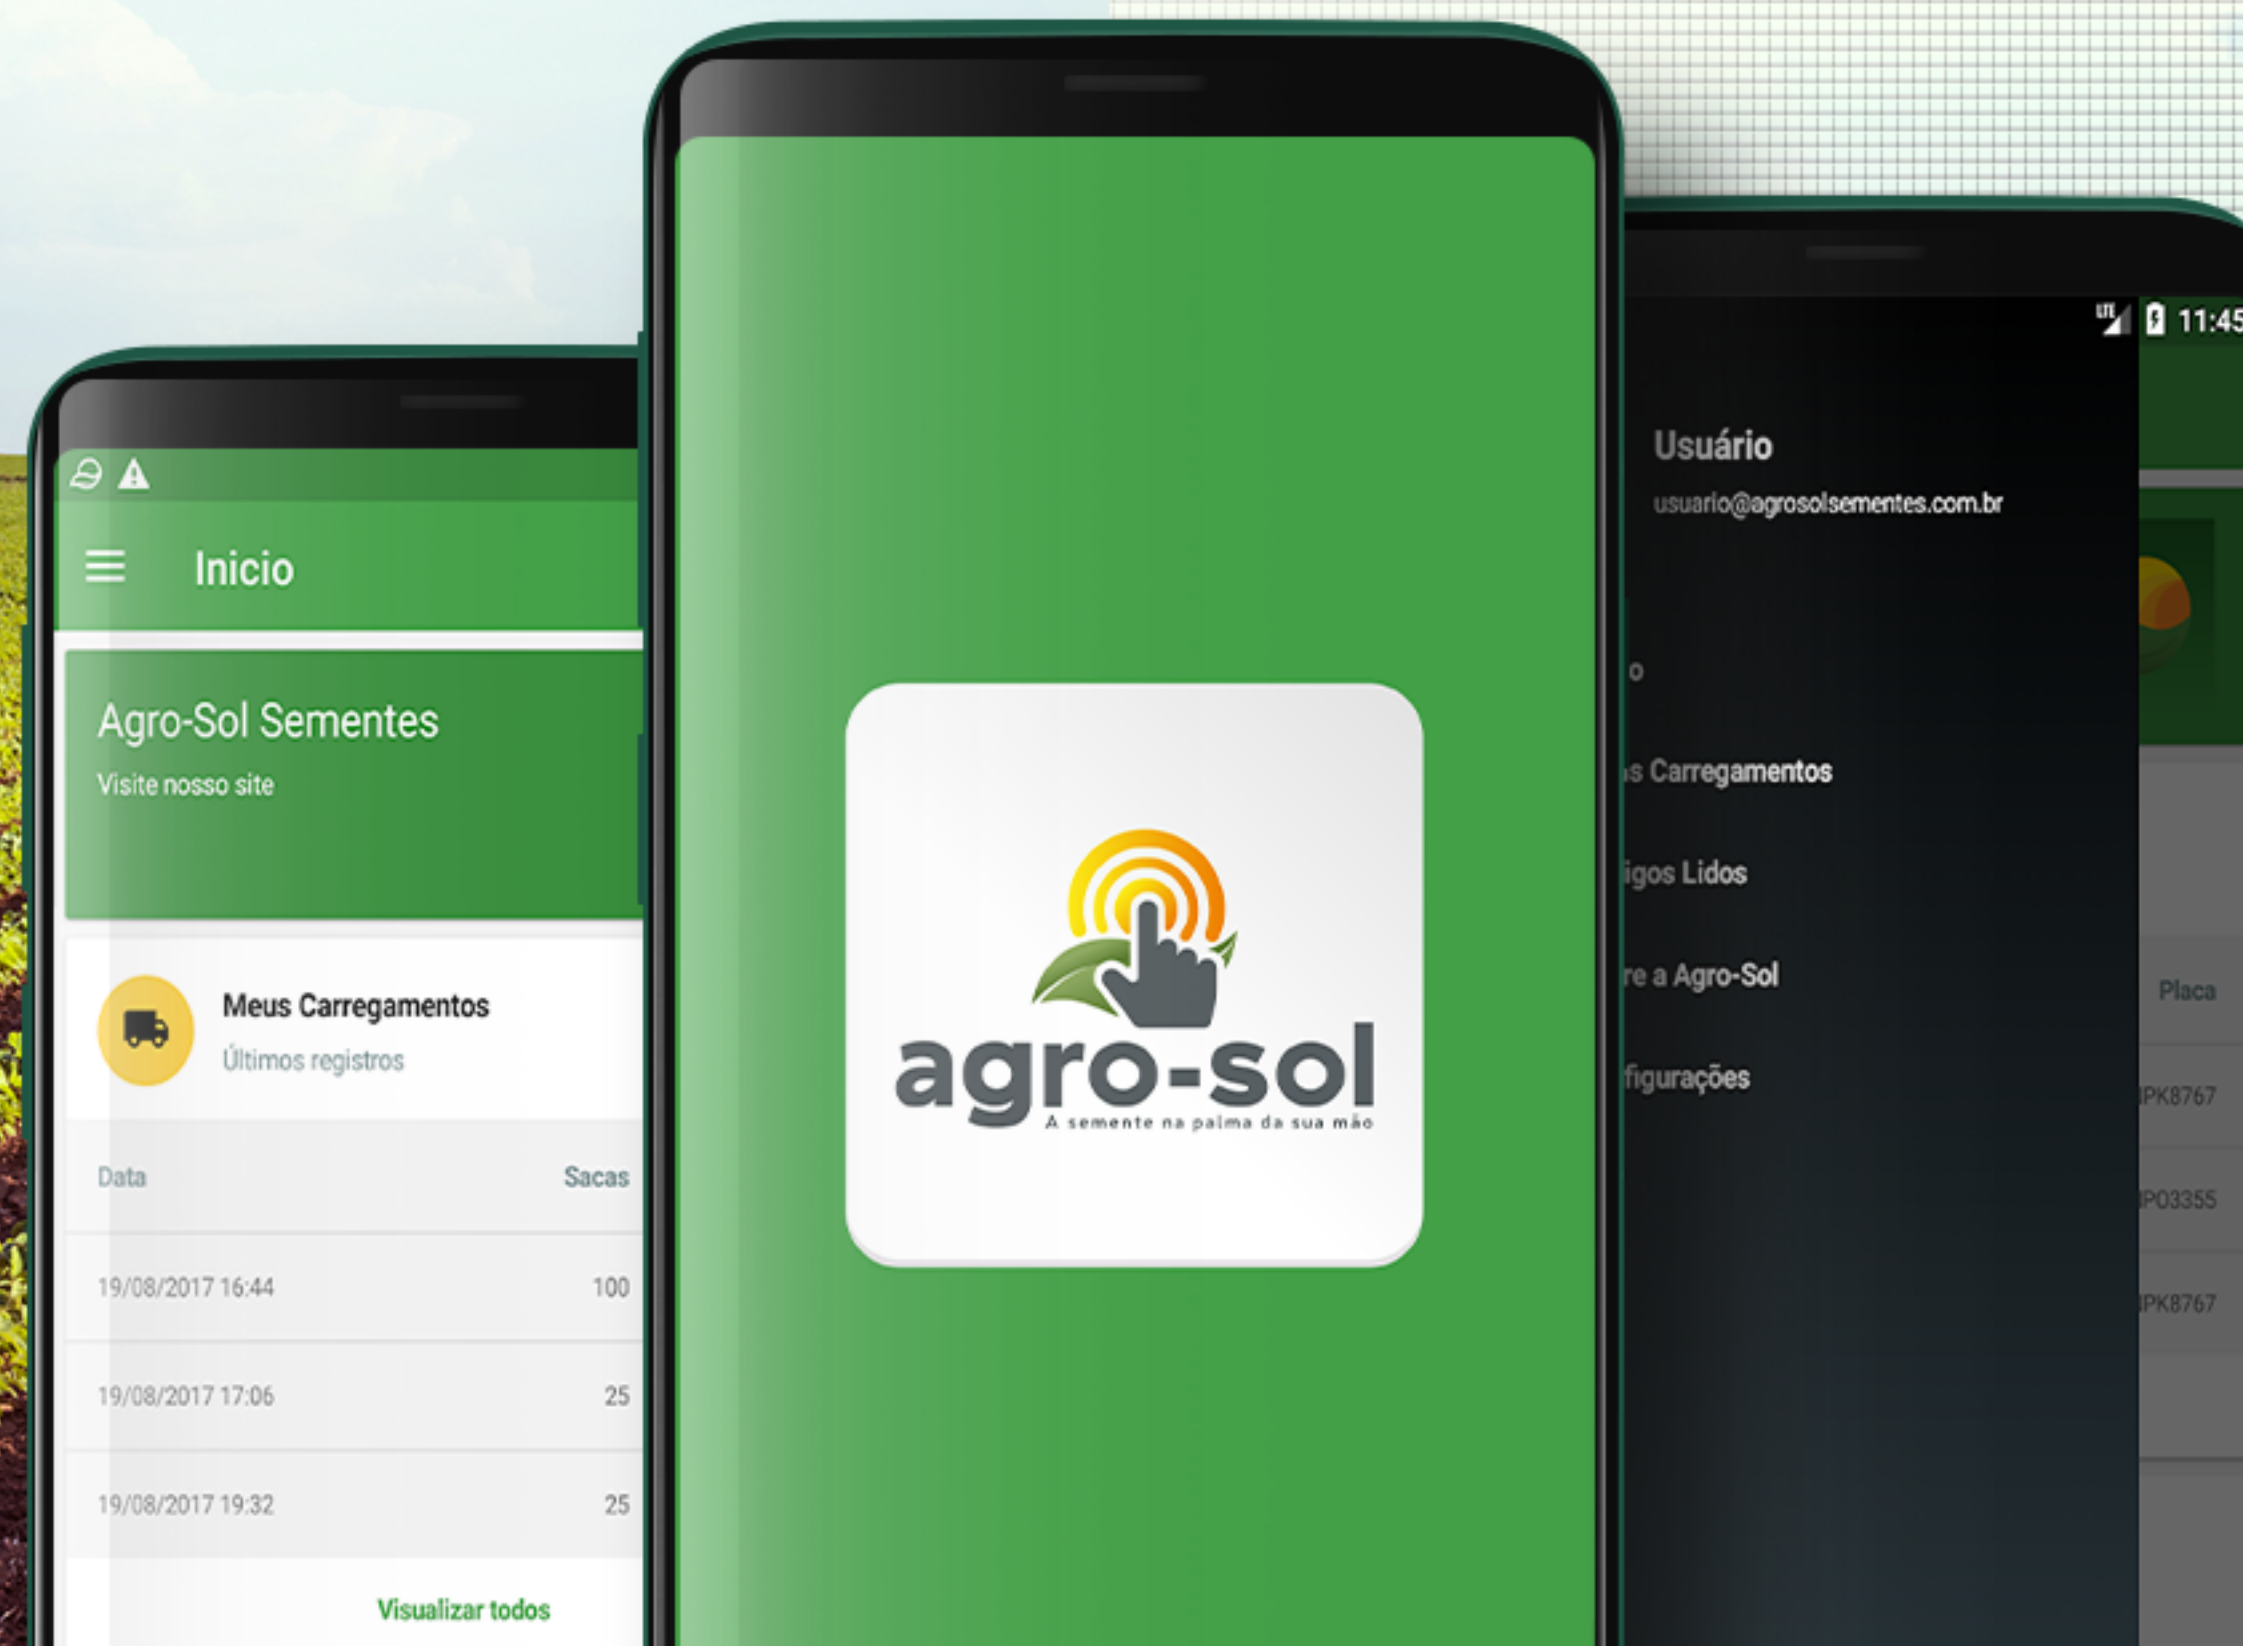 Inicio
Agro-Sol Sementes
Visite nosso site
Meus Carregamentos
Últimos registros
Data Sacas
19/08/2017 16:44 100
19/08/2017 17:06 25
19/08/2017 19:32 25
Visualizar todos
agro-sol
A semente na palma da sua mão
LTE 11:45
Usuário
usuario@agrosolsementes.com.br
o
s Carregamentos
igos Lidos
re a Agro-Sol
figurações
Placa
PK8767
PO3355
PK8767